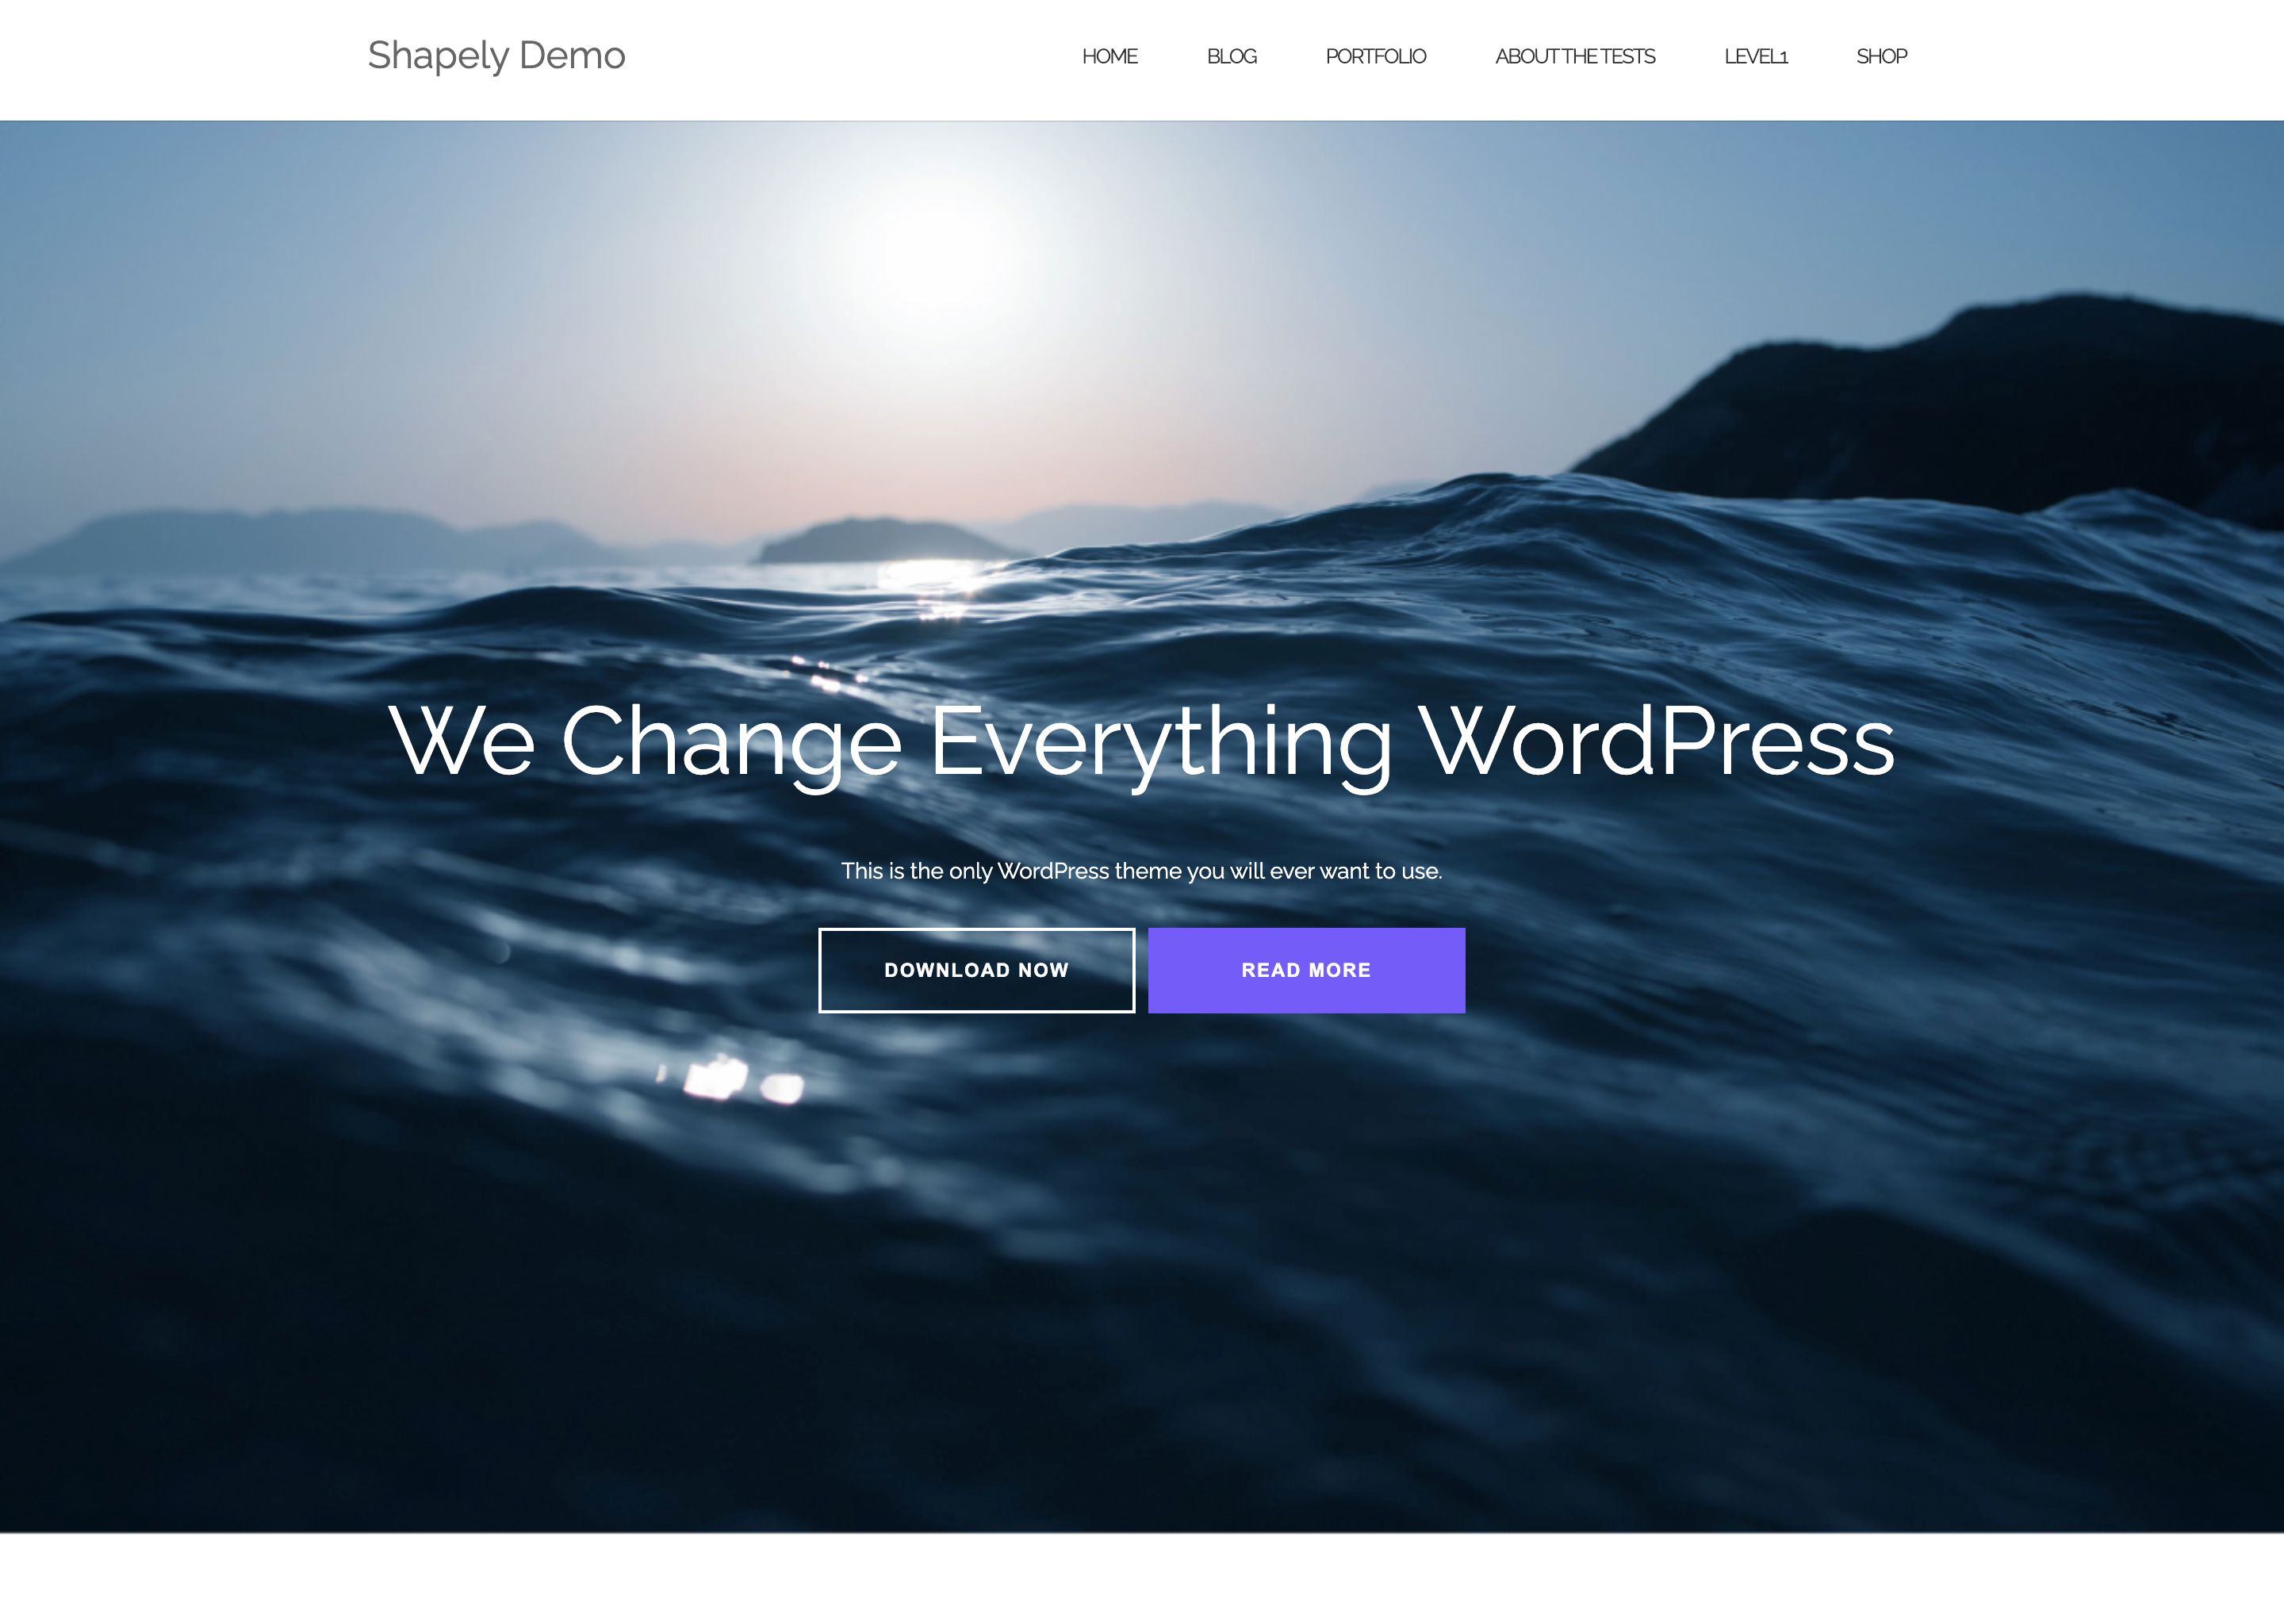 Shapely Demo
HOME BLOG PORTFOLIO ABOUT THE TESTS LEVEL1 SHOP
We Change Everything WordPress
This is the only WordPress theme you will ever want to use.
DOWNLOAD NOW READ MORE